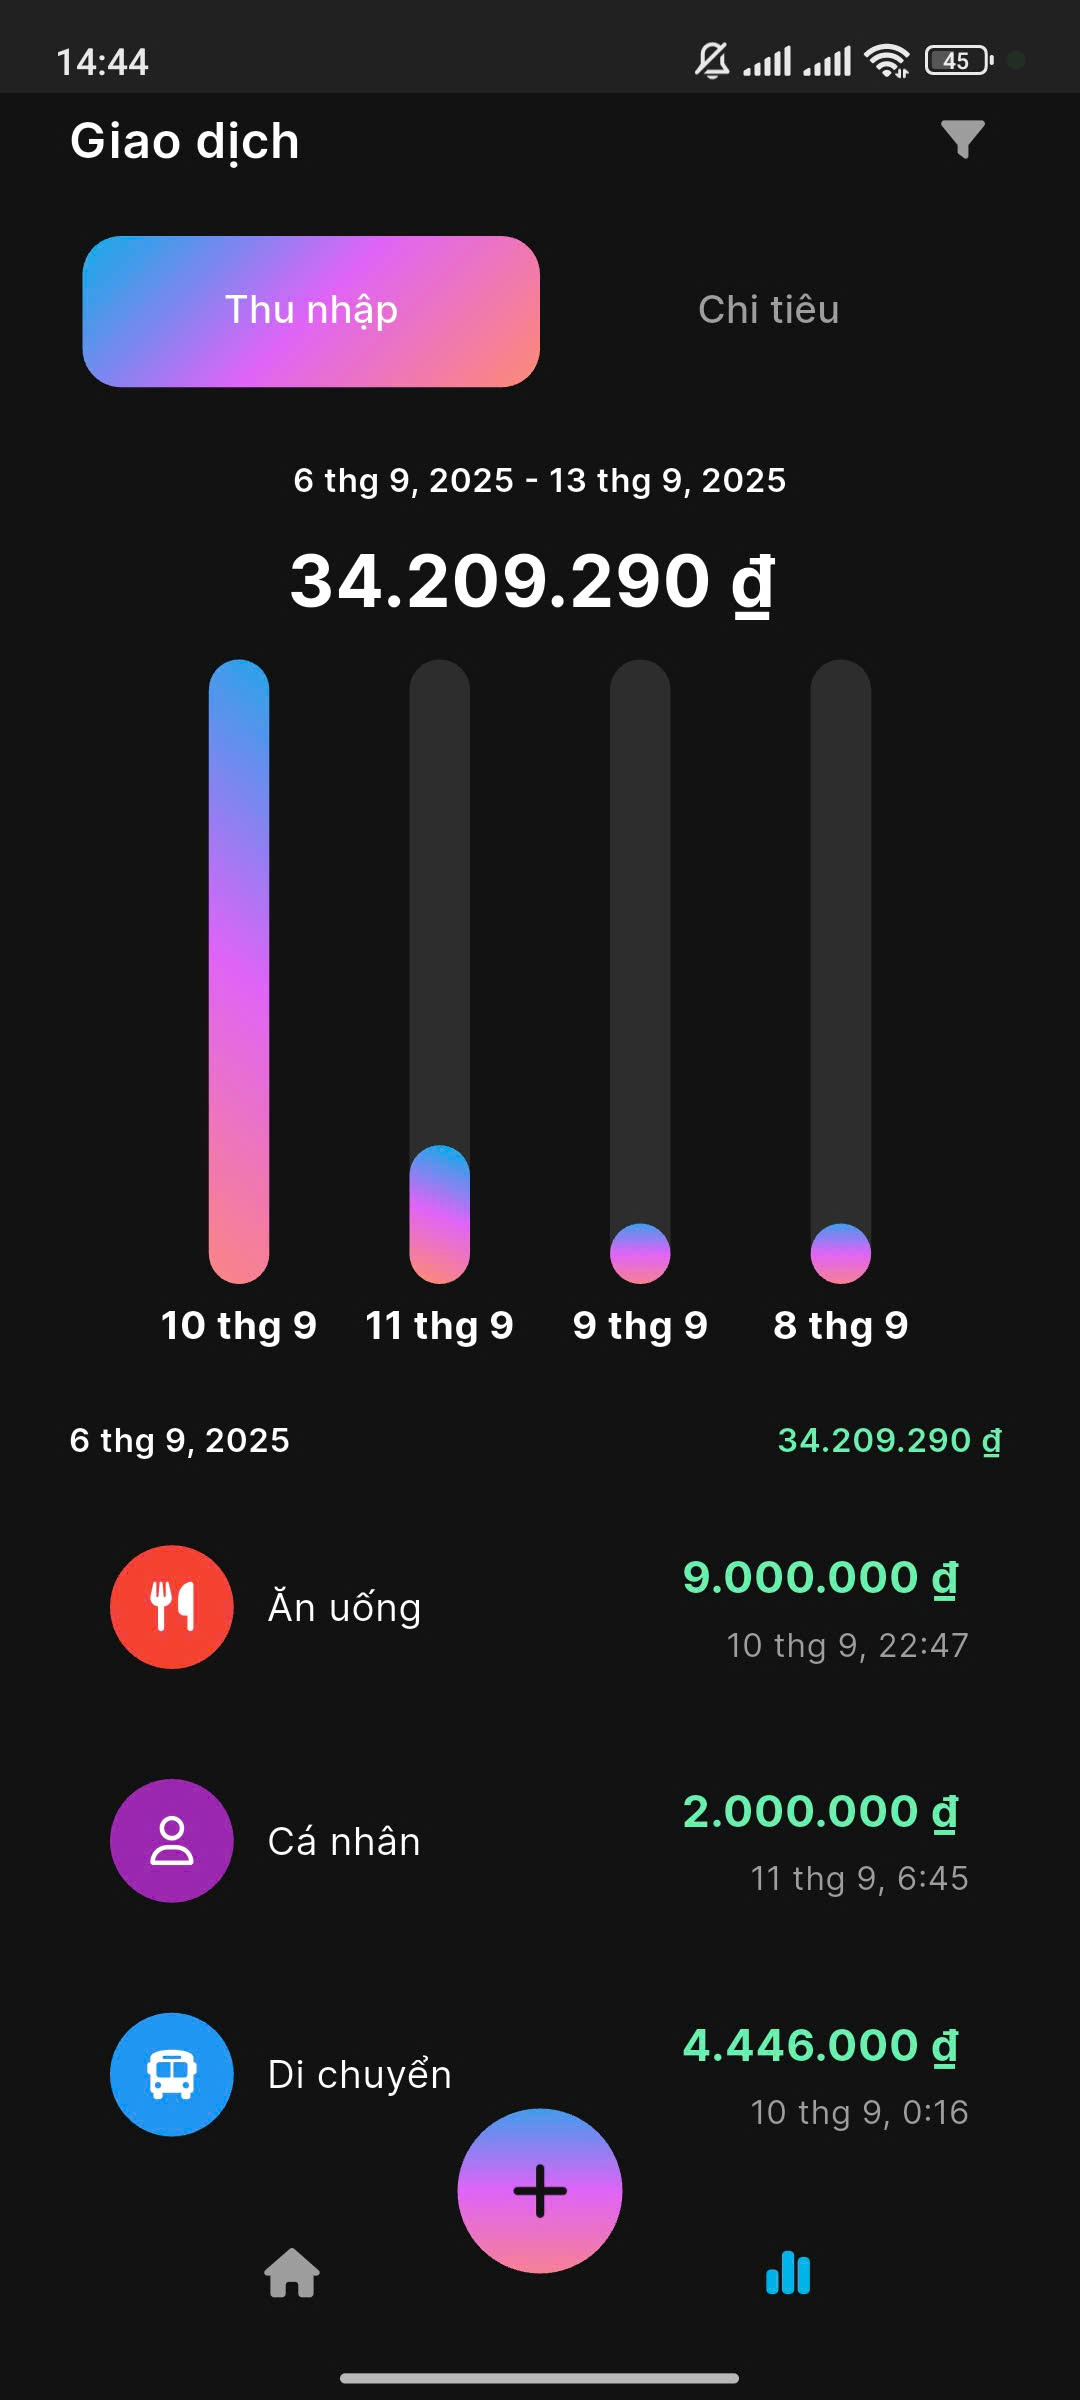 14:44
45
Giao dịch
Thu nhập
Chi tiêu
6 thg 9, 2025 - 13 thg 9, 2025
34.209.290 ₫
10 thg 9
11 thg 9
9 thg 9
8 thg 9
6 thg 9, 2025
34.209.290 ₫
Ăn uống
9.000.000 ₫
10 thg 9, 22:47
Cá nhân
2.000.000 ₫
11 thg 9, 6:45
Di chuyển
4.446.000 ₫
10 thg 9, 0:16